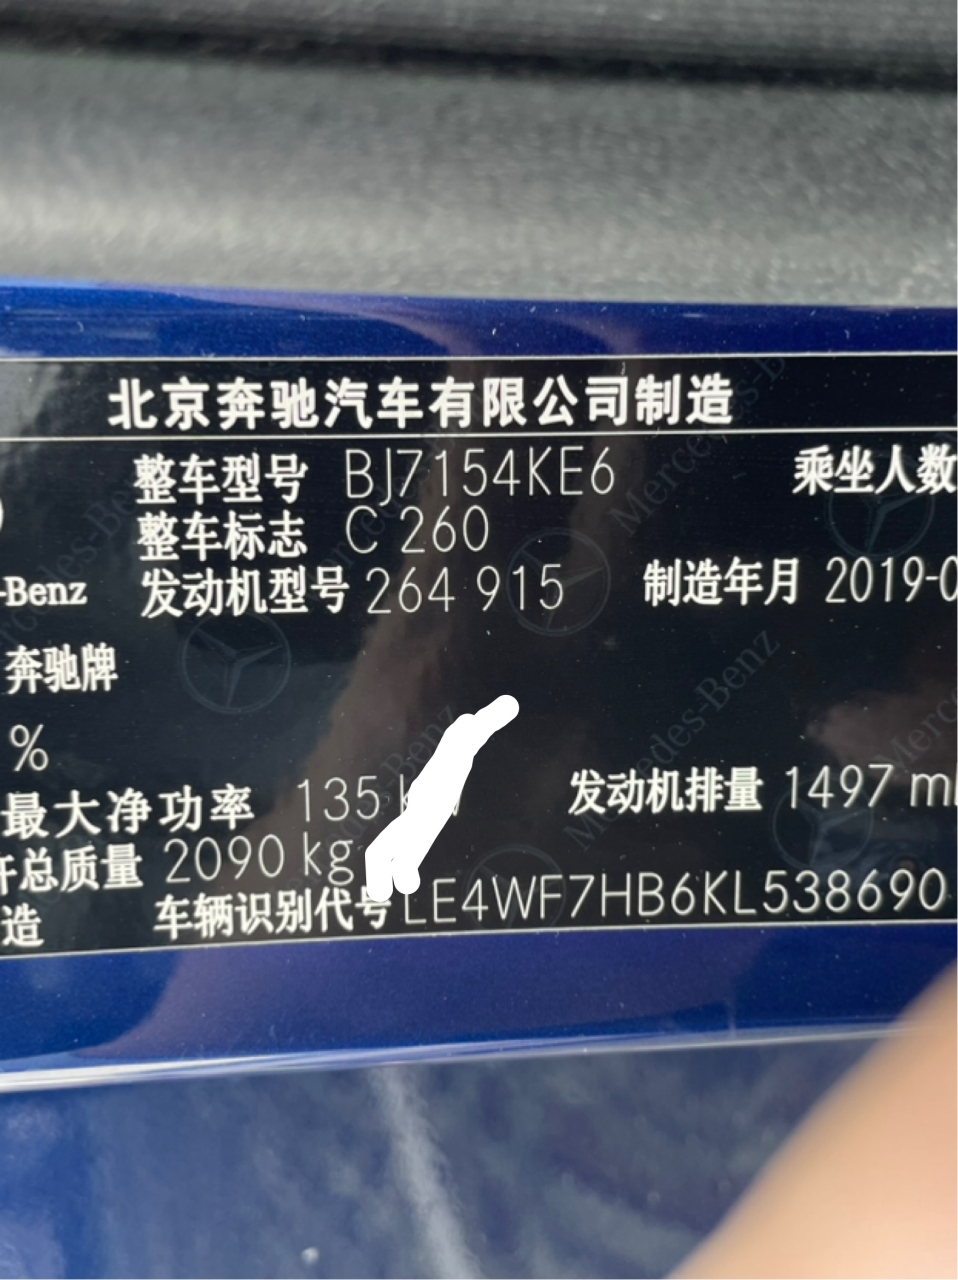 北京奔驰汽车有限公司制造
整车型号 BJ7154KE6 乘坐人数
整车标志 C 260
-Benz 发动机型号 264 915 制造年月 2019-0
奔驰牌
%
最大净功率 135 发动机排量 1497 ml
许总质量 2090 kg
造 车辆识别代号 LE4WF7HB6KL538690